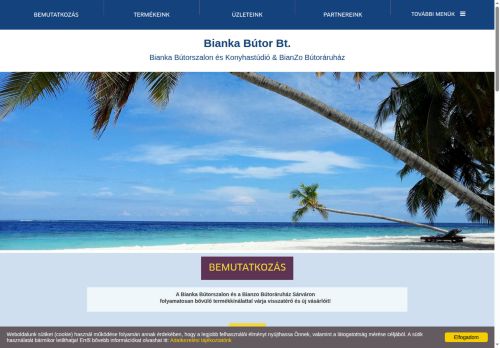 BEMUTATKOZÁS
TERMÉKEINK
ÜZLETEINK
PARTNEREINK
TOVÁBBI MENÜK
Bianka Bútor Bt.
Bianka Bútorszalon és Konyhastúdió & BianZo Bútoráruház
BEMUTATKOZÁS
A Bianka Bútorszalon és a Bianzo Bútoráruház Sárváron
folyamatosan bővülő termékkínálattal várja visszatérő és új vásárlóit!
Weboldalunk sütiket (cookie) használ működése folyamán annak érdekében, hogy a legjobb felhasználói élményt nyújthassa Önnek, valamint a látogatottság mérése céljából. A sütik
használatát bármikor letilthatja! Erről bővebb információkat olvashat itt: Adatkezelési tájékoztatónk
Elfogadom